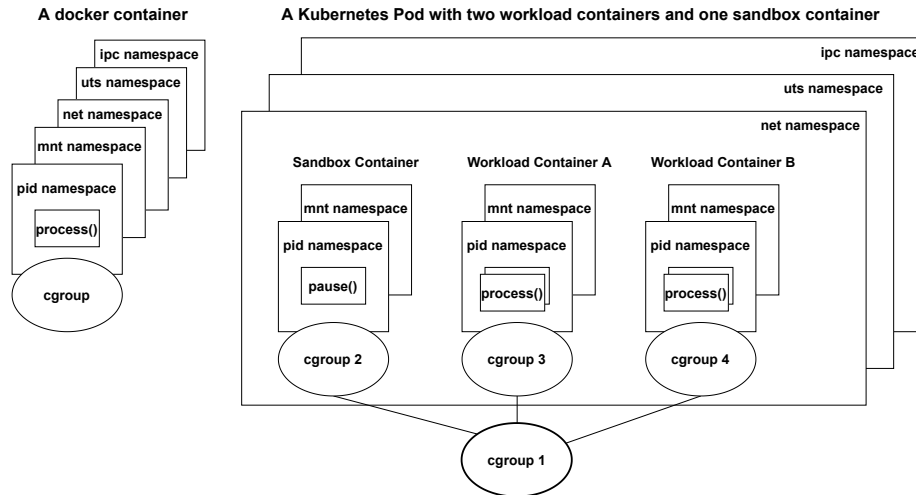 A docker container
ipc namespace
uts namespace
net namespace
mnt namespace
pid namespace
process()
cgroup
A Kubernetes Pod with two workload containers and one sandbox container
ipc namespace
uts namespace
net namespace
Sandbox Container
mnt namespace
pid namespace
pause()
cgroup 2
Workload Container A
mnt namespace
pid namespace
process()
cgroup 3
Workload Container B
mnt namespace
pid namespace
process()
cgroup 4
cgroup 1